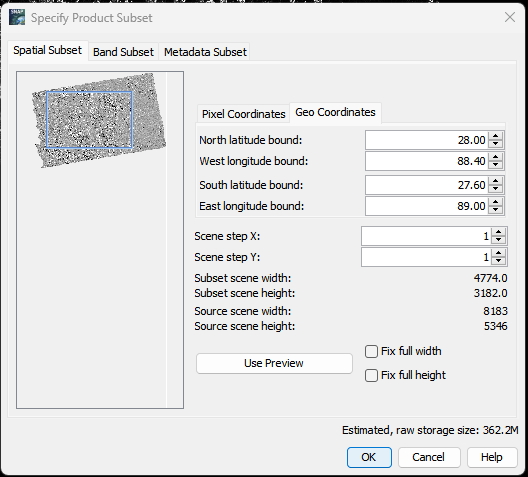 SNAP
Specify Product Subset
Spatial Subset Band Subset Metadata Subset
Pixel Coordinates Geo Coordinates
North latitude bound: 28.00
West longitude bound: 88.40
South latitude bound: 27.60
East longitude bound: 89.00
Scene step X: 1
Scene step Y: 1
Subset scene width: 4774.0
Subset scene height: 3182.0
Source scene width: 8183
Source scene height: 5346
Use Preview
Fix full width
Fix full height
Estimated, raw storage size: 362.2M
OK Cancel Help